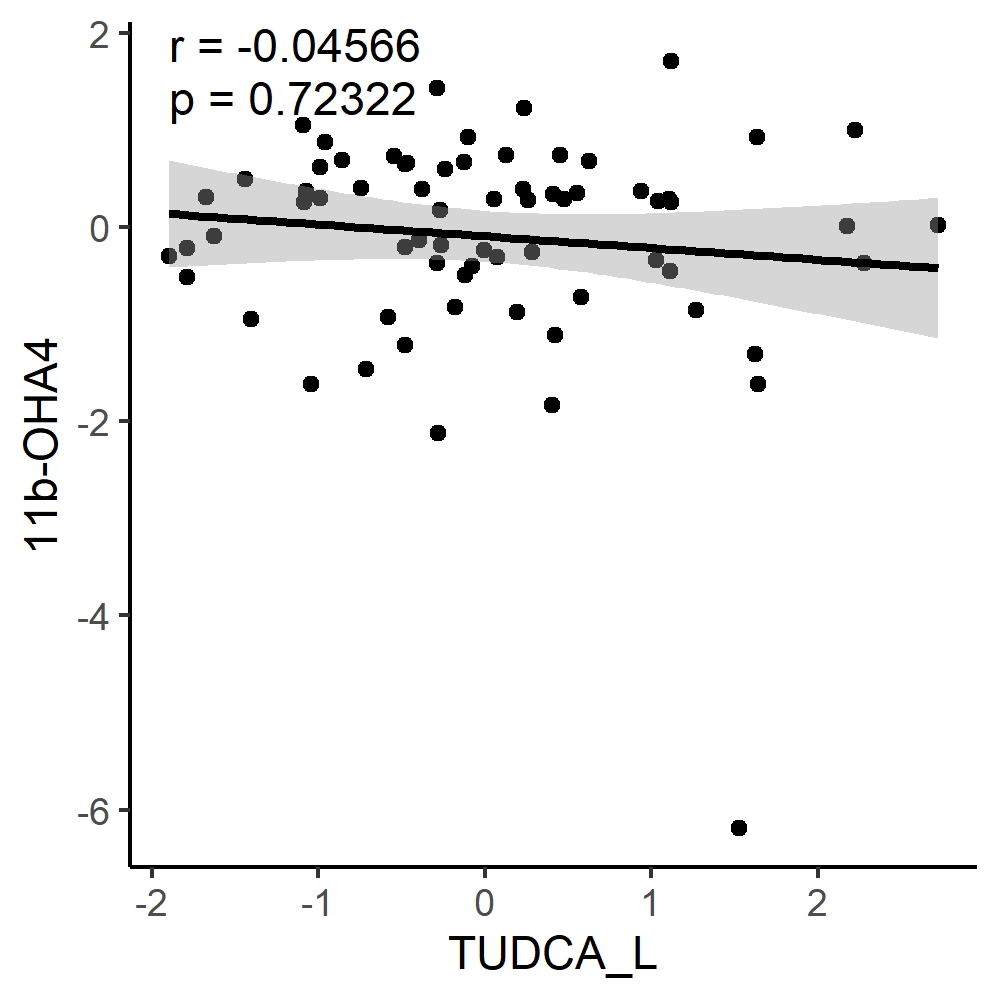 r = -0.04566
p = 0.72322
2
0
-2
-4
-6
11b-OHA4
-2
-1
0
1
2
TUDCA_L